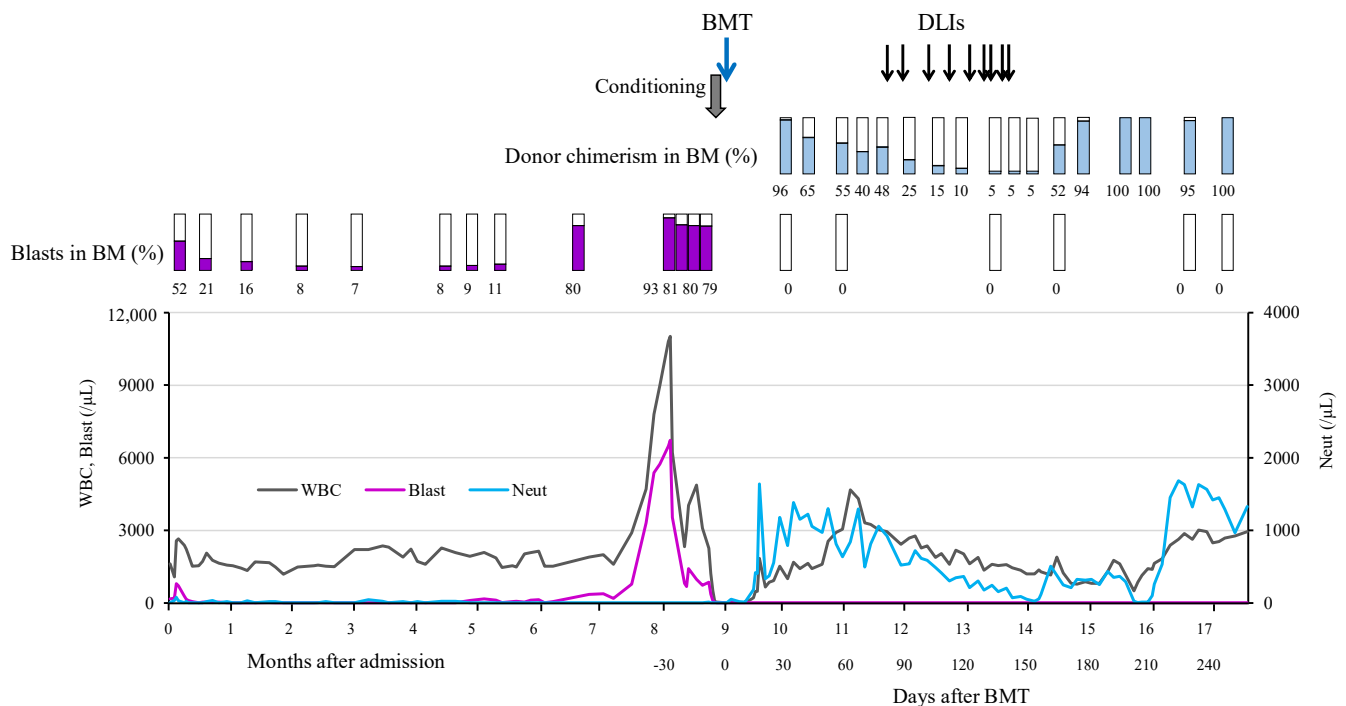 BMT
DLIs
Conditioning
Donor chimerism in BM (%)
96 65 55 40 48 25 15 10 5 5 5 52 94 100 100 95 100
Blasts in BM (%)
52 21 16 8 7 8 9 11 80 93 81 80 79 0 0 0 0 0 0
12,000
9000
6000
3000
0
WBC, Blast (/μL)
4000
3000
2000
1000
0
Neut (/μL)
WBC Blast Neut
0 1 2 3 4 5 6 7 8 9 10 11 12 13 14 15 16 17
Months after admission
-30 0 30 60 90 120 150 180 210 240
Days after BMT